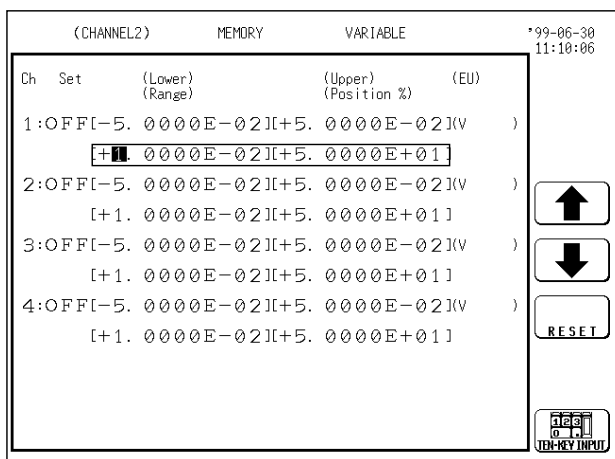 (CHANNEL2) MEMORY VARIABLE '99-06-30
11:10:06
Ch Set (Lower) (Upper) (EU)
(Range) (Position %)
1:OFF[-5. 0000E-02][+5. 0000E-02](V )
[+1. 0000E-02][+5. 0000E+01]
2:OFF[-5. 0000E-02][+5. 0000E-02](V )
[+1. 0000E-02][+5. 0000E+01]
3:OFF[-5. 0000E-02][+5. 0000E-02](V )
[+1. 0000E-02][+5. 0000E+01]
4:OFF[-5. 0000E-02][+5. 0000E-02](V )
[+1. 0000E-02][+5. 0000E+01]
RESET
123
0 .
TEN-KEY INPUT